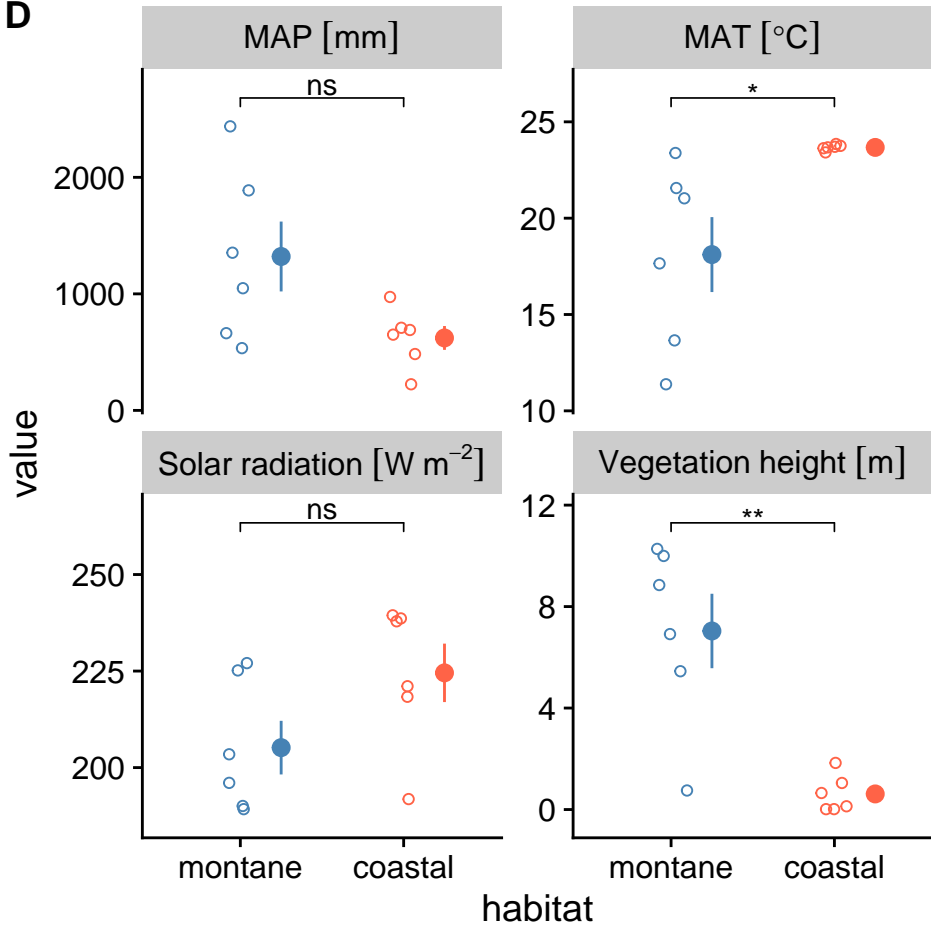 D
MAP [mm]
MAT [°C]
ns
*
2000
1000
0
25
20
15
10
value
Solar radiation [W m⁻²]
Vegetation height [m]
ns
**
250
225
200
12
8
4
0
montane
coastal
montane
coastal
habitat